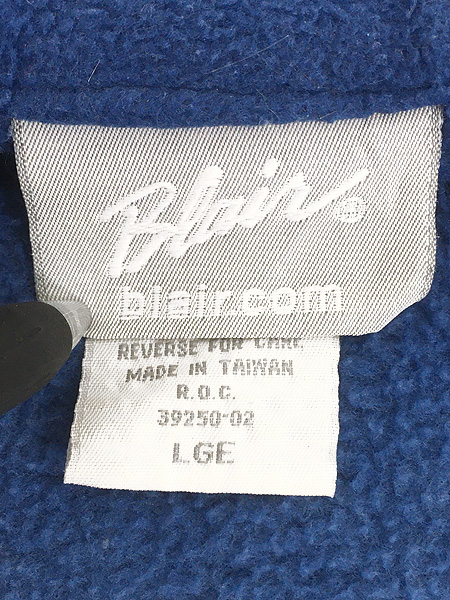 Blair®
blair.com
REVERSE FOR CARE
MADE IN TAIWAN
R.O.C.
39250-02
LGE